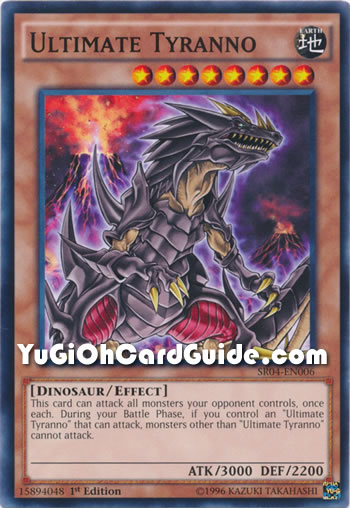 ULTIMATE TYRANNO
EARTH
地
YuGiOhCardGuide.com
SR04-EN006
[DINOSAUR/EFFECT]
This card can attack all monsters your opponent controls, once
each. During your Battle Phase, if you control an "Ultimate
Tyranno" that can attack, monsters other than "Ultimate Tyranno"
cannot attack.
ATK/3000 DEF/2200
15894048 1st Edition ©1996 KAZUKI TAKAHASHI